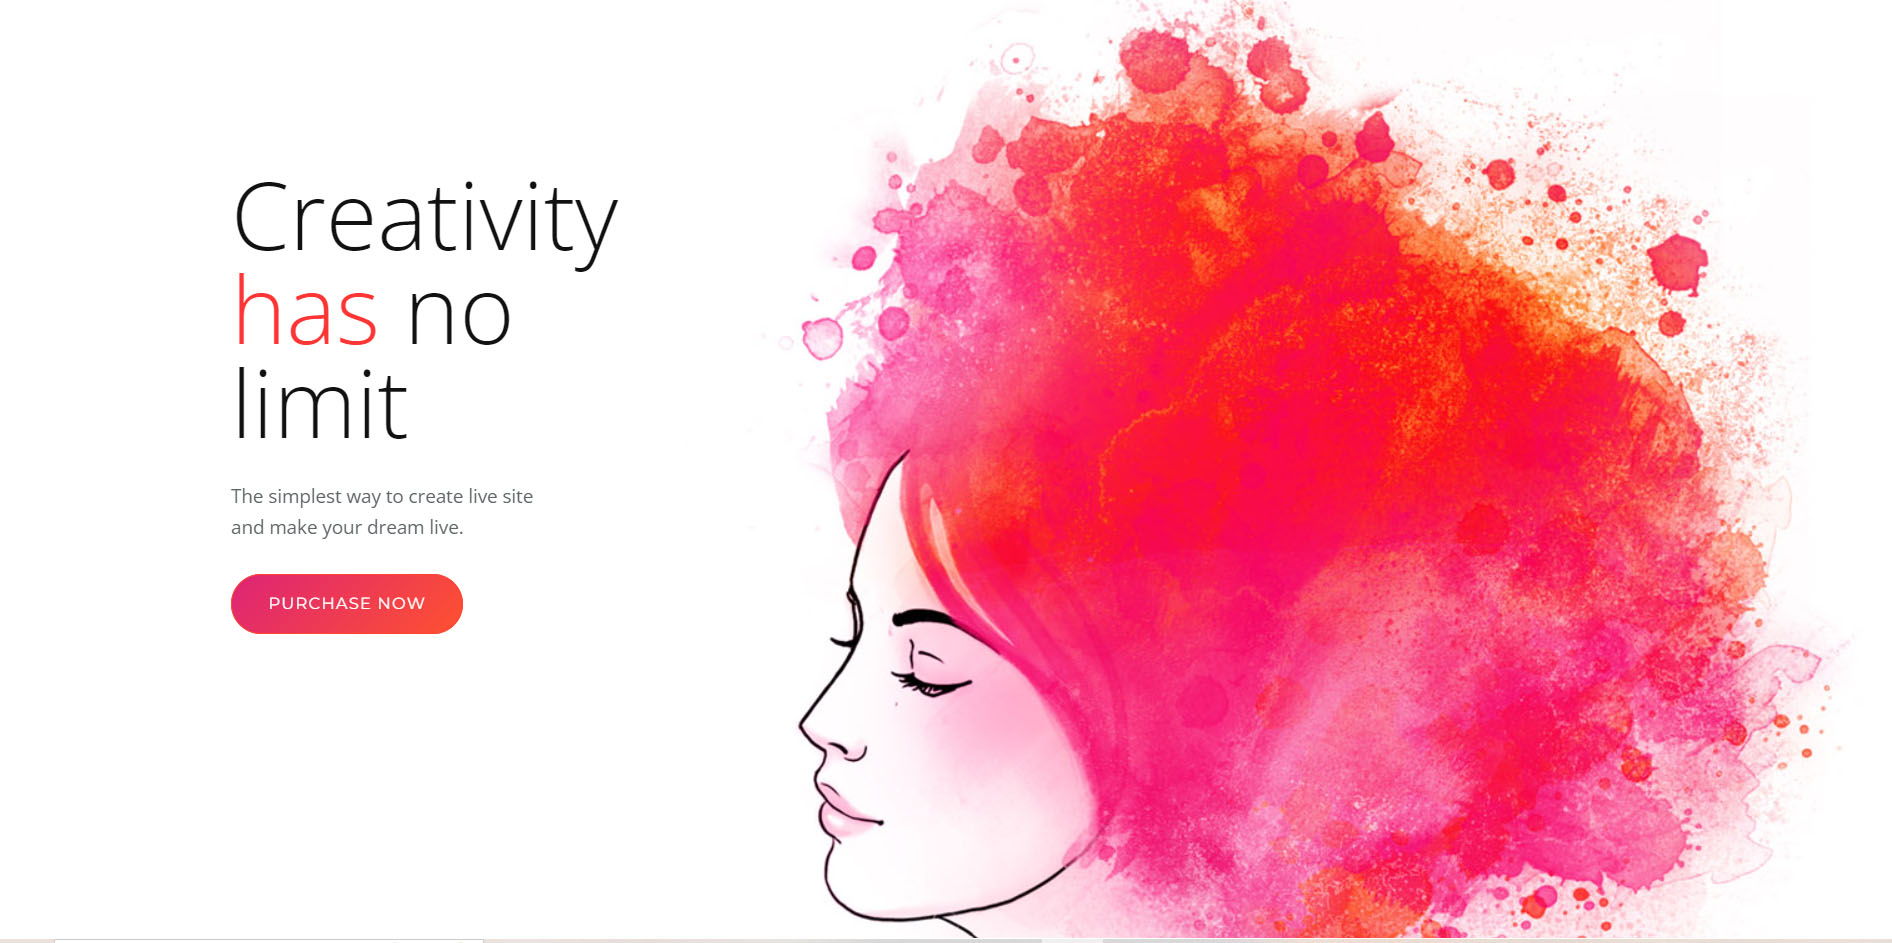 Creativity
has no
limit
The simplest way to create live site
and make your dream live.
PURCHASE NOW